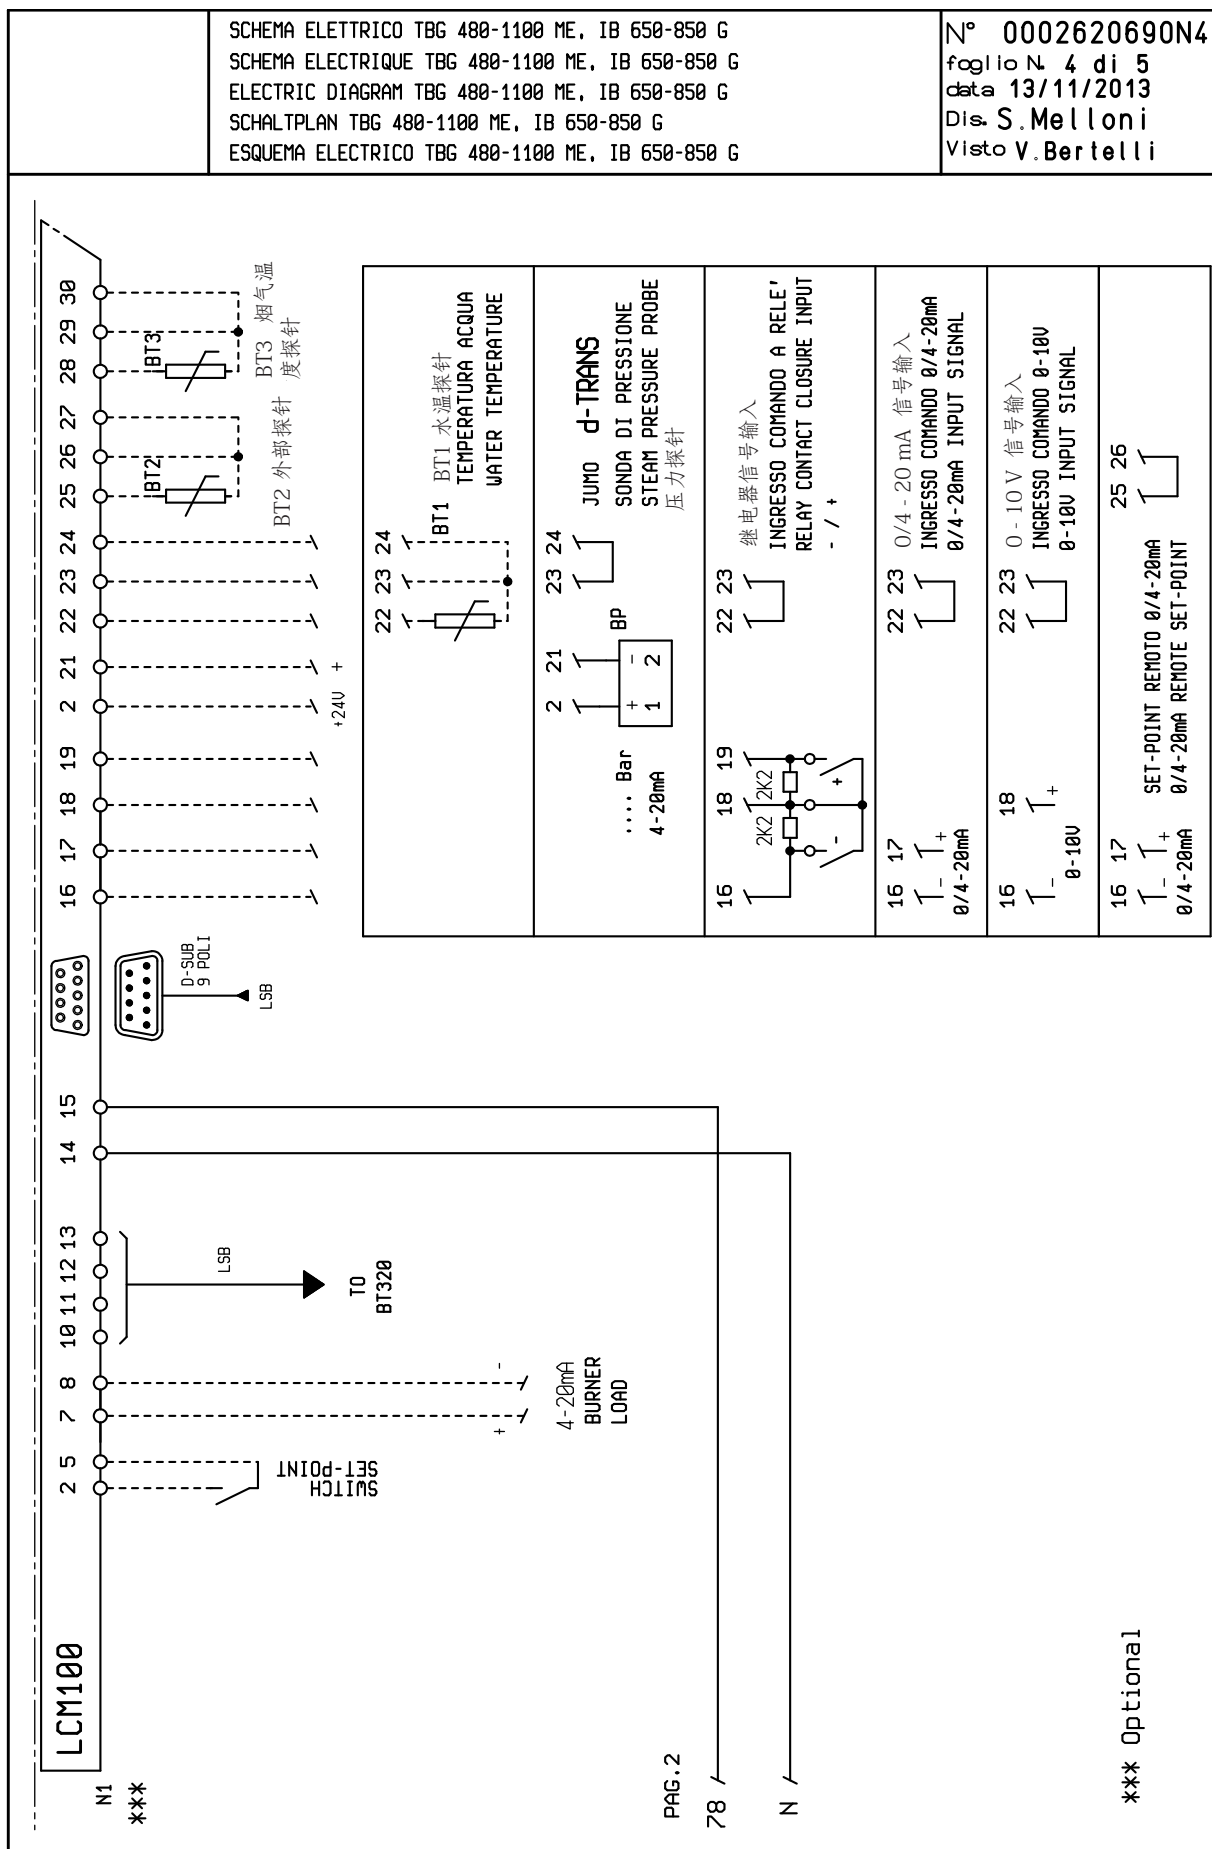 SCHEMA ELETTRICO TBG 480-1100 ME, IB 650-850 G
SCHEMA ELECTRIQUE TBG 480-1100 ME, IB 650-850 G
ELECTRIC DIAGRAM TBG 480-1100 ME, IB 650-850 G
SCHALTPLAN TBG 480-1100 ME, IB 650-850 G
ESQUEMA ELECTRICO TBG 480-1100 ME, IB 650-850 G
N° 0002620690N4
foglio N. 4 di 5
data 13/11/2013
Dis. S.Melloni
Visto V.Bertelli
LCM100
N1
***
2 5 7 8 10 11 12 13 14 15 16 17 18 19 2 21 22 23 24 25 26 27 28 29 30
SWITCH
SET-POINT
+ -
4-20mA
BURNER
LOAD
LSB
TO
BT320
D-SUB
9 POLI
LSB
+24V +
BT2
BT2 外部探针
BT3
BT3 烟气温
度探针
PAG.2
78
N
22 23 24
BT1
BT1 水温探针
TEMPERATURA ACQUA
WATER TEMPERATURE
.... Bar
4-20mA
2 21
+ -
1 2
BP
23 24
JUMO d-TRANS
SONDA DI PRESSIONE
STEAM PRESSURE PROBE
压力探针
16 18 19
2K2 2K2
- +
22 23
继电器信号输入
INGRESSO COMANDO A RELE'
RELAY CONTACT CLOSURE INPUT
- / +
16 17
- +
0/4-20mA
22 23
0/4 - 20 mA 信号输入
INGRESSO COMANDO 0/4-20mA
0/4-20mA INPUT SIGNAL
16 18
- +
0-10V
22 23
0 - 10 V 信号输入
INGRESSO COMANDO 0-10V
0-10V INPUT SIGNAL
16 17
- +
0/4-20mA
SET-POINT REMOTO 0/4-20mA
0/4-20mA REMOTE SET-POINT
25 26
*** Optional